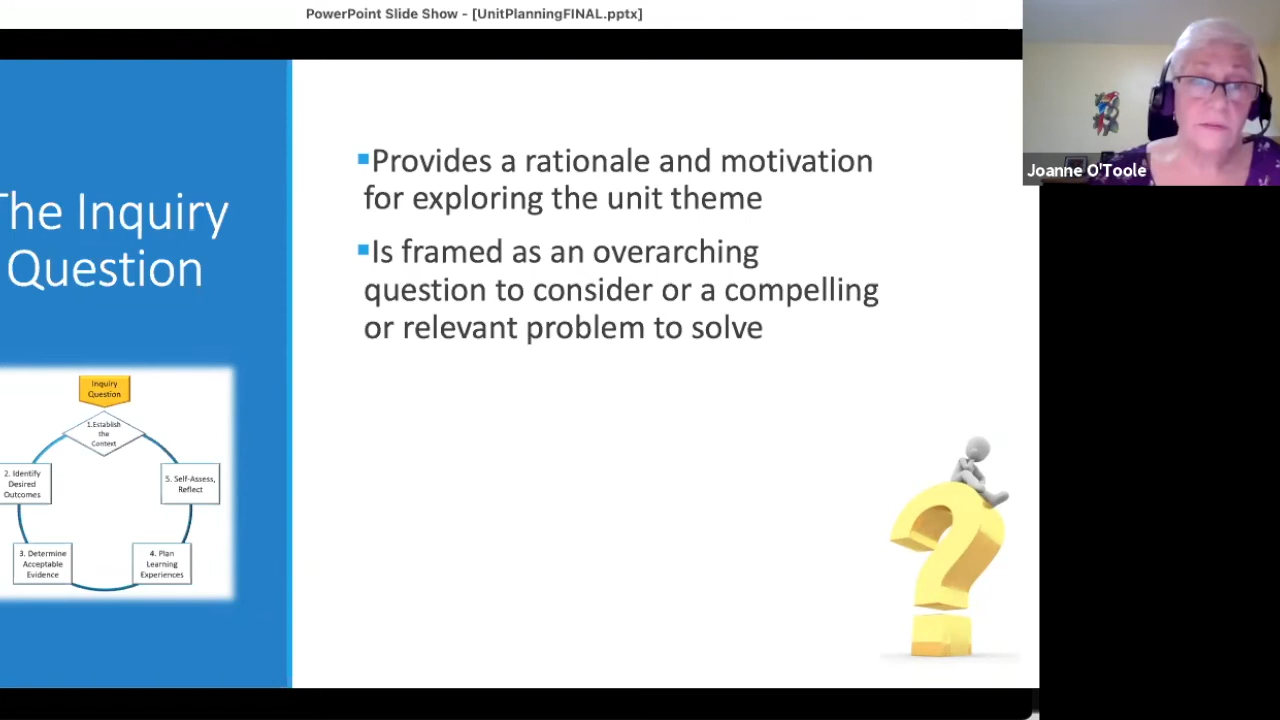 PowerPoint Slide Show - [UnitPlanningFINAL.pptx]
Joanne O'Toole
The Inquiry
Question
▪Provides a rationale and motivation
for exploring the unit theme
▪Is framed as an overarching
question to consider or a compelling
or relevant problem to solve
Inquiry
Question
1.Establish
the
Context
2. Identify
Desired
Outcomes
5. Self-Assess,
Reflect
3. Determine
Acceptable
Evidence
4. Plan
Learning
Experiences